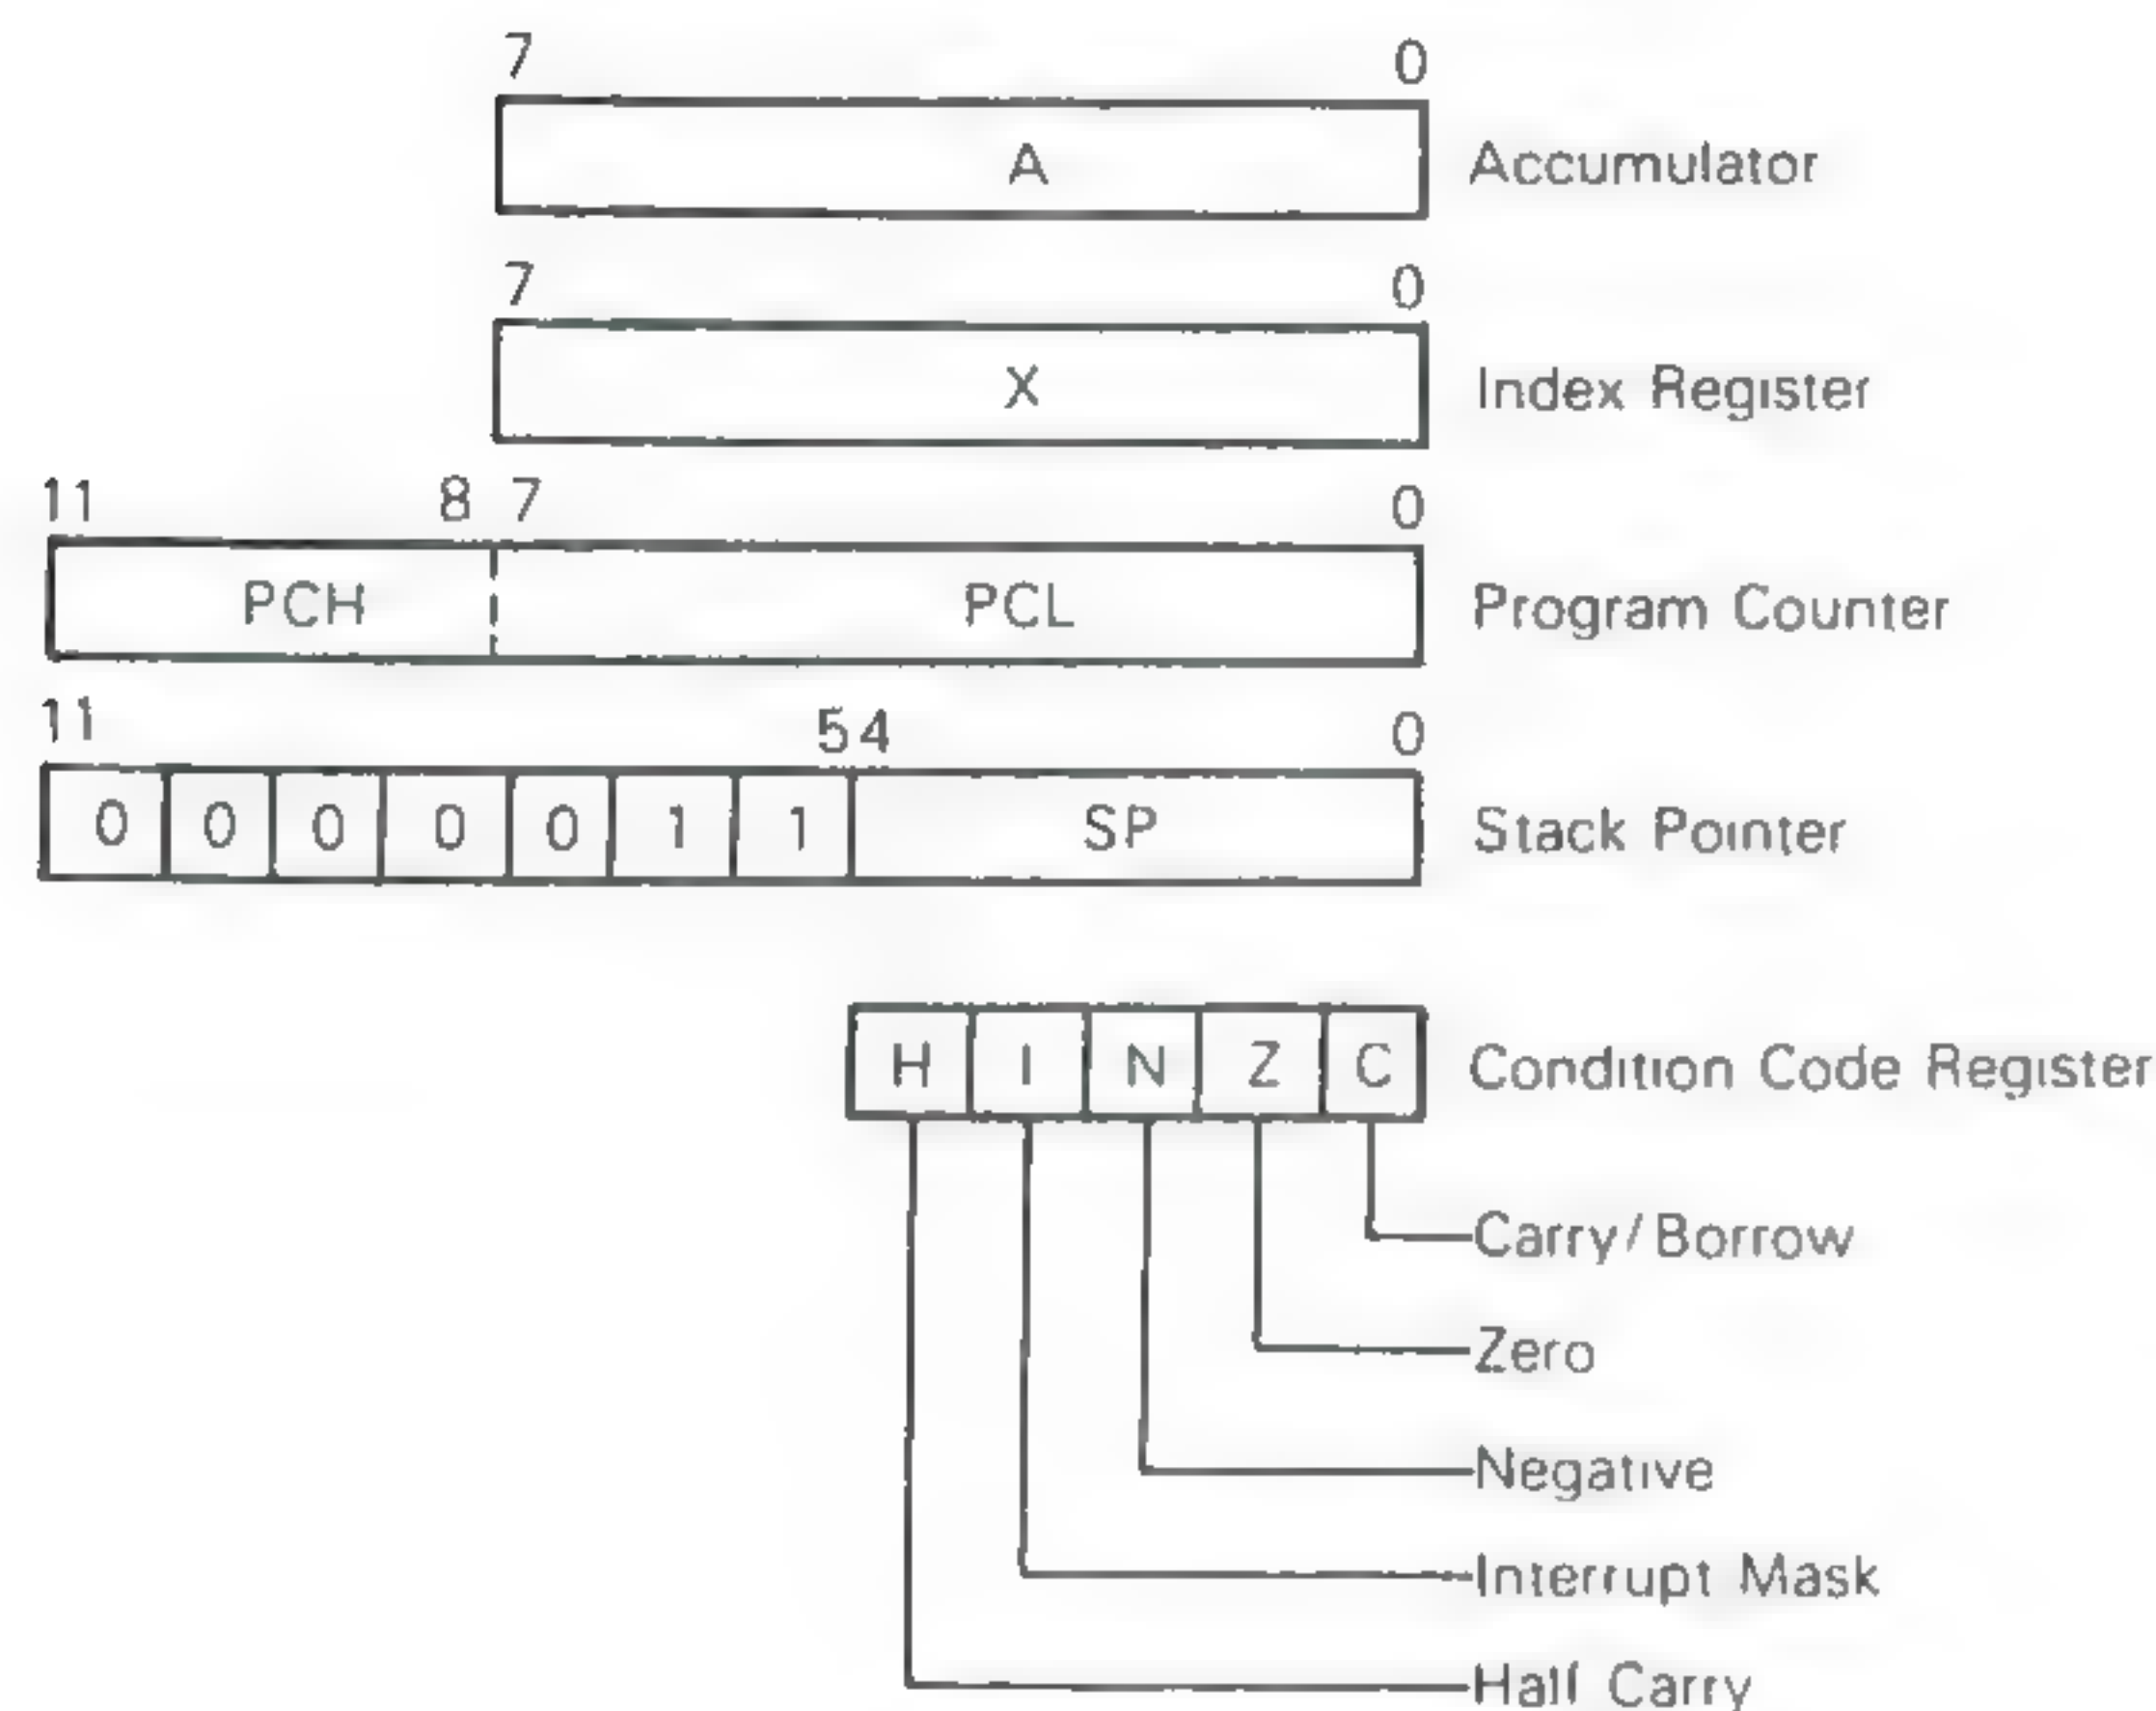 7 0
A Accumulator
7 0
X Index Register
11 8 7 0
PCH PCL Program Counter
11 5 4 0
0 0 0 0 0 1 1 SP Stack Pointer
H I N Z C Condition Code Register
Carry/Borrow
Zero
Negative
Interrupt Mask
Half Carry